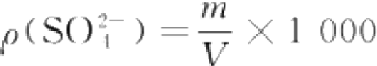 ρ(SO₄²⁻) = m/V × 1 000